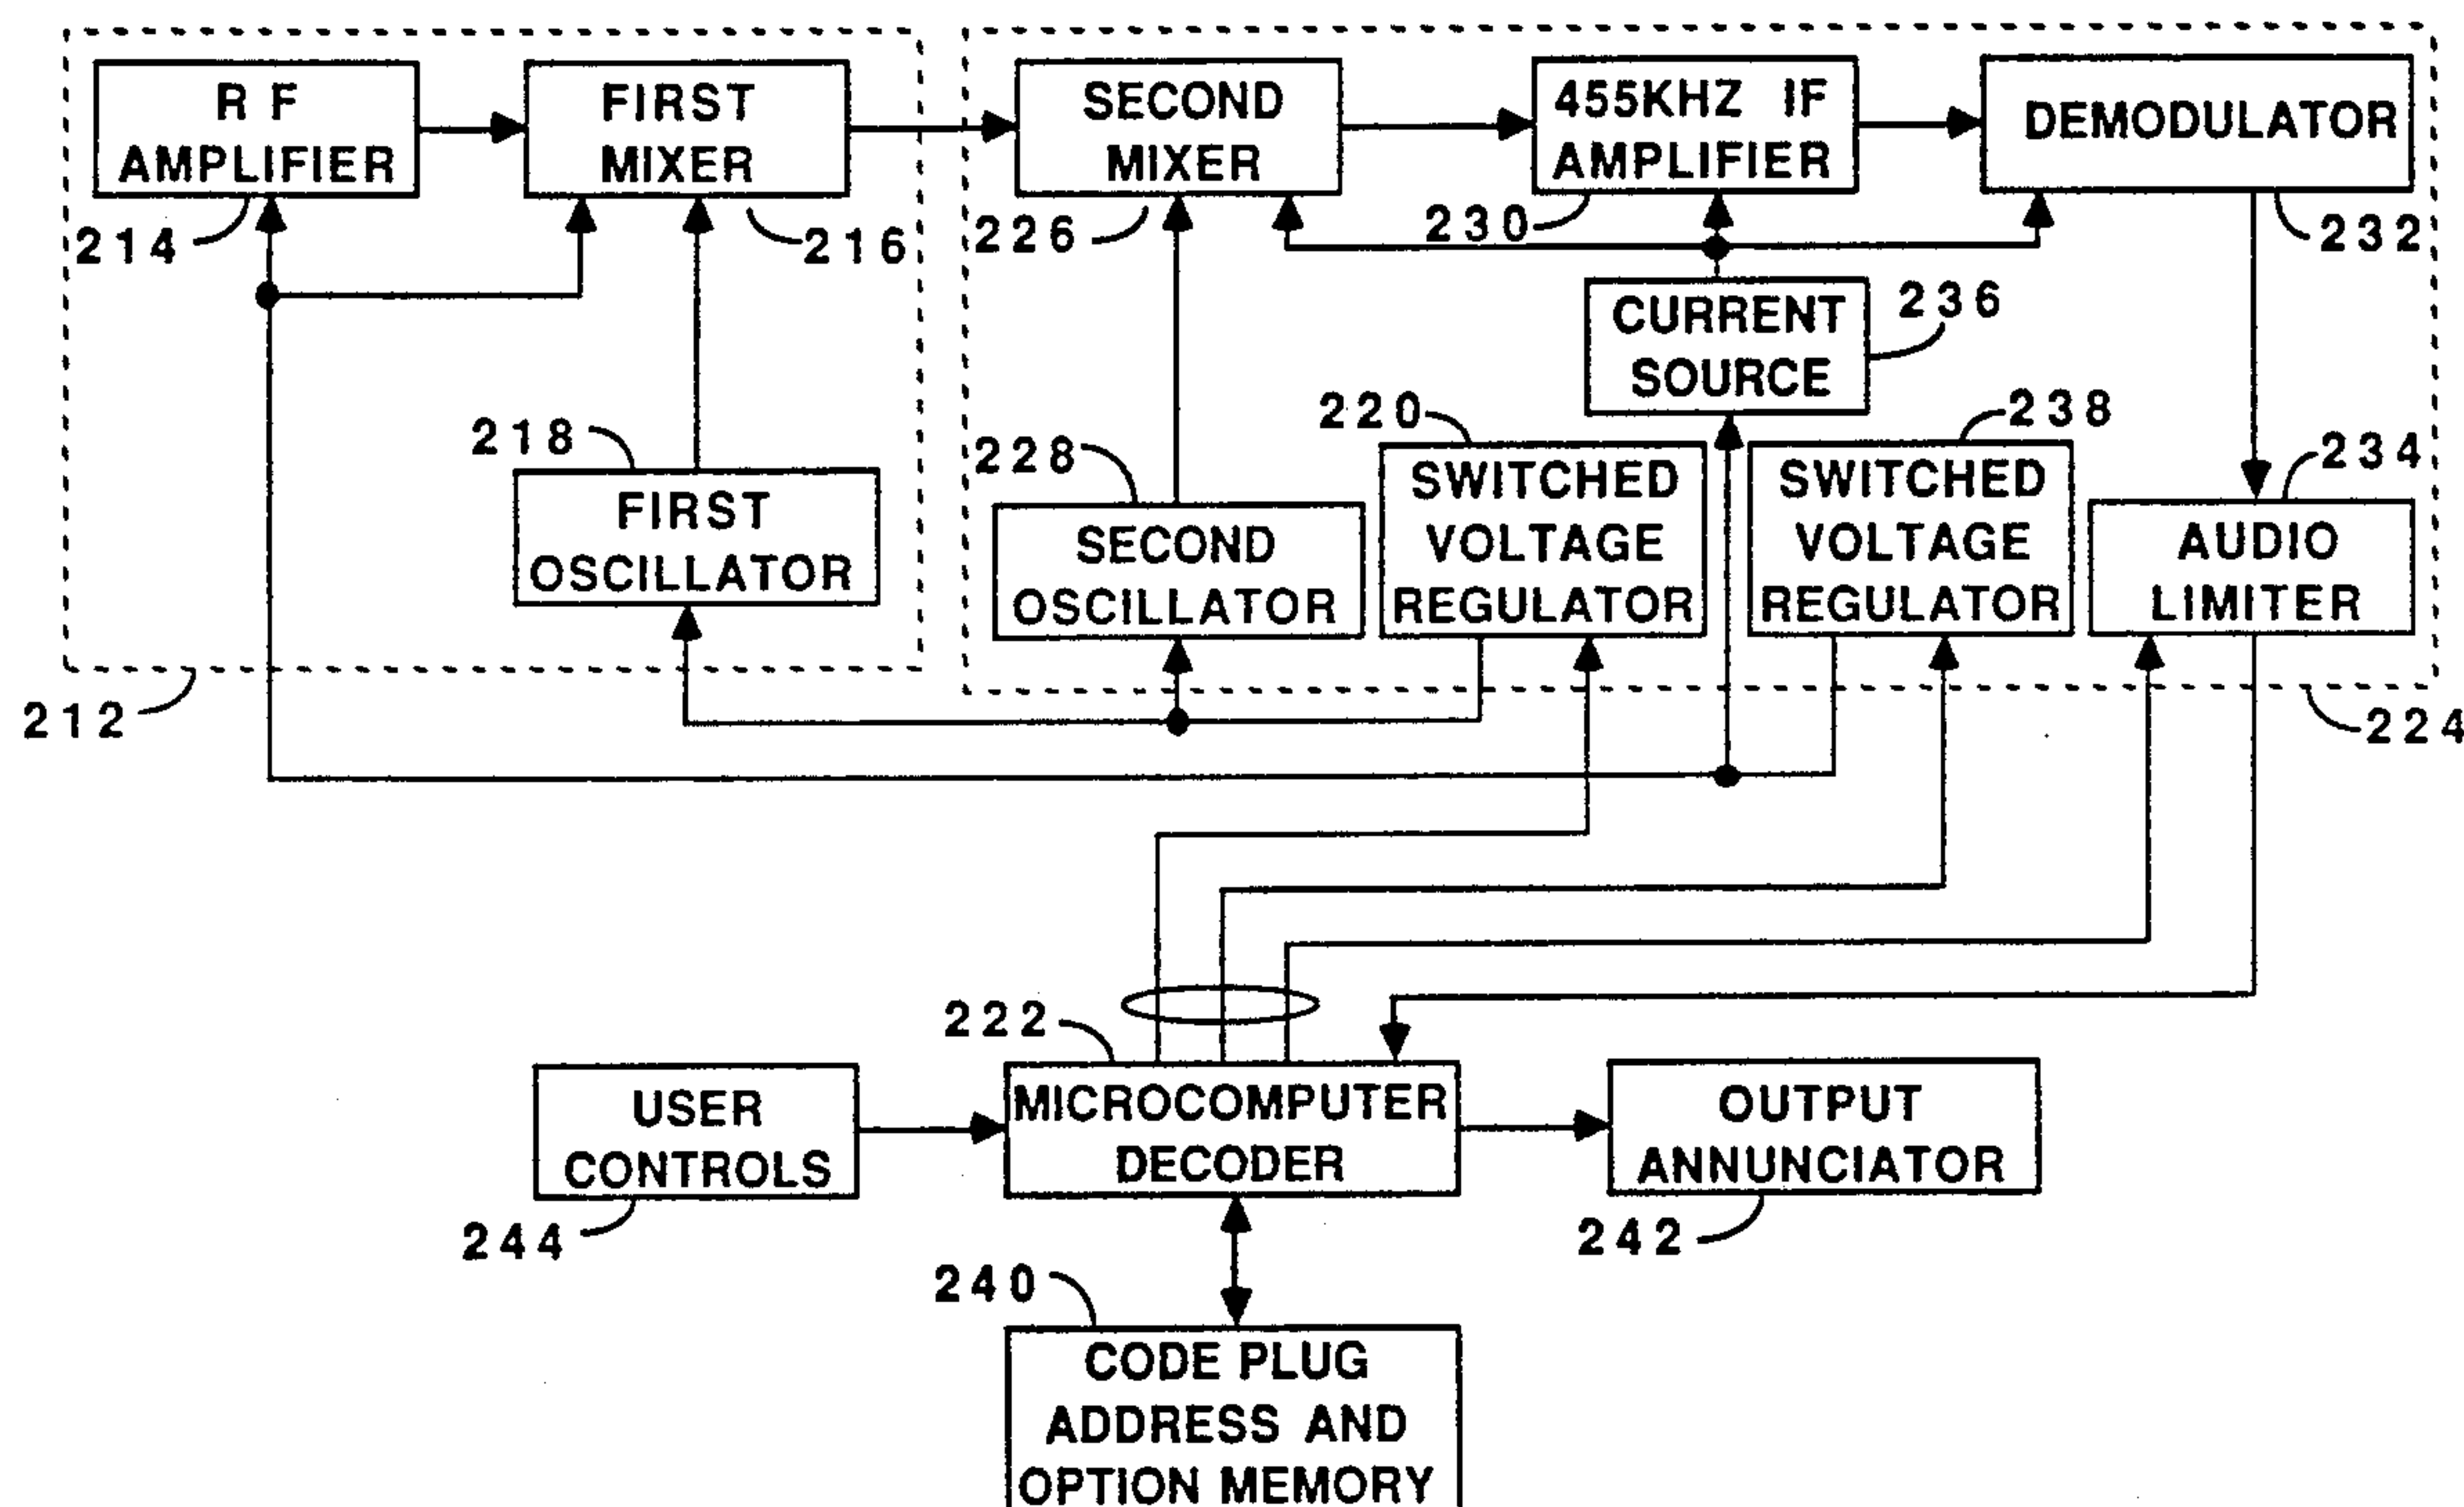 R F
AMPLIFIER
FIRST
MIXER
SECOND
MIXER
455KHZ IF
AMPLIFIER
DEMODULATOR
214
216
226
230
232
CURRENT
SOURCE
236
218
FIRST
OSCILLATOR
228
SECOND
OSCILLATOR
220
SWITCHED
VOLTAGE
REGULATOR
238
SWITCHED
VOLTAGE
REGULATOR
234
AUDIO
LIMITER
212
224
222
USER
CONTROLS
MICROCOMPUTER
DECODER
OUTPUT
ANNUNCIATOR
244
242
240
CODE PLUG
ADDRESS AND
OPTION MEMORY